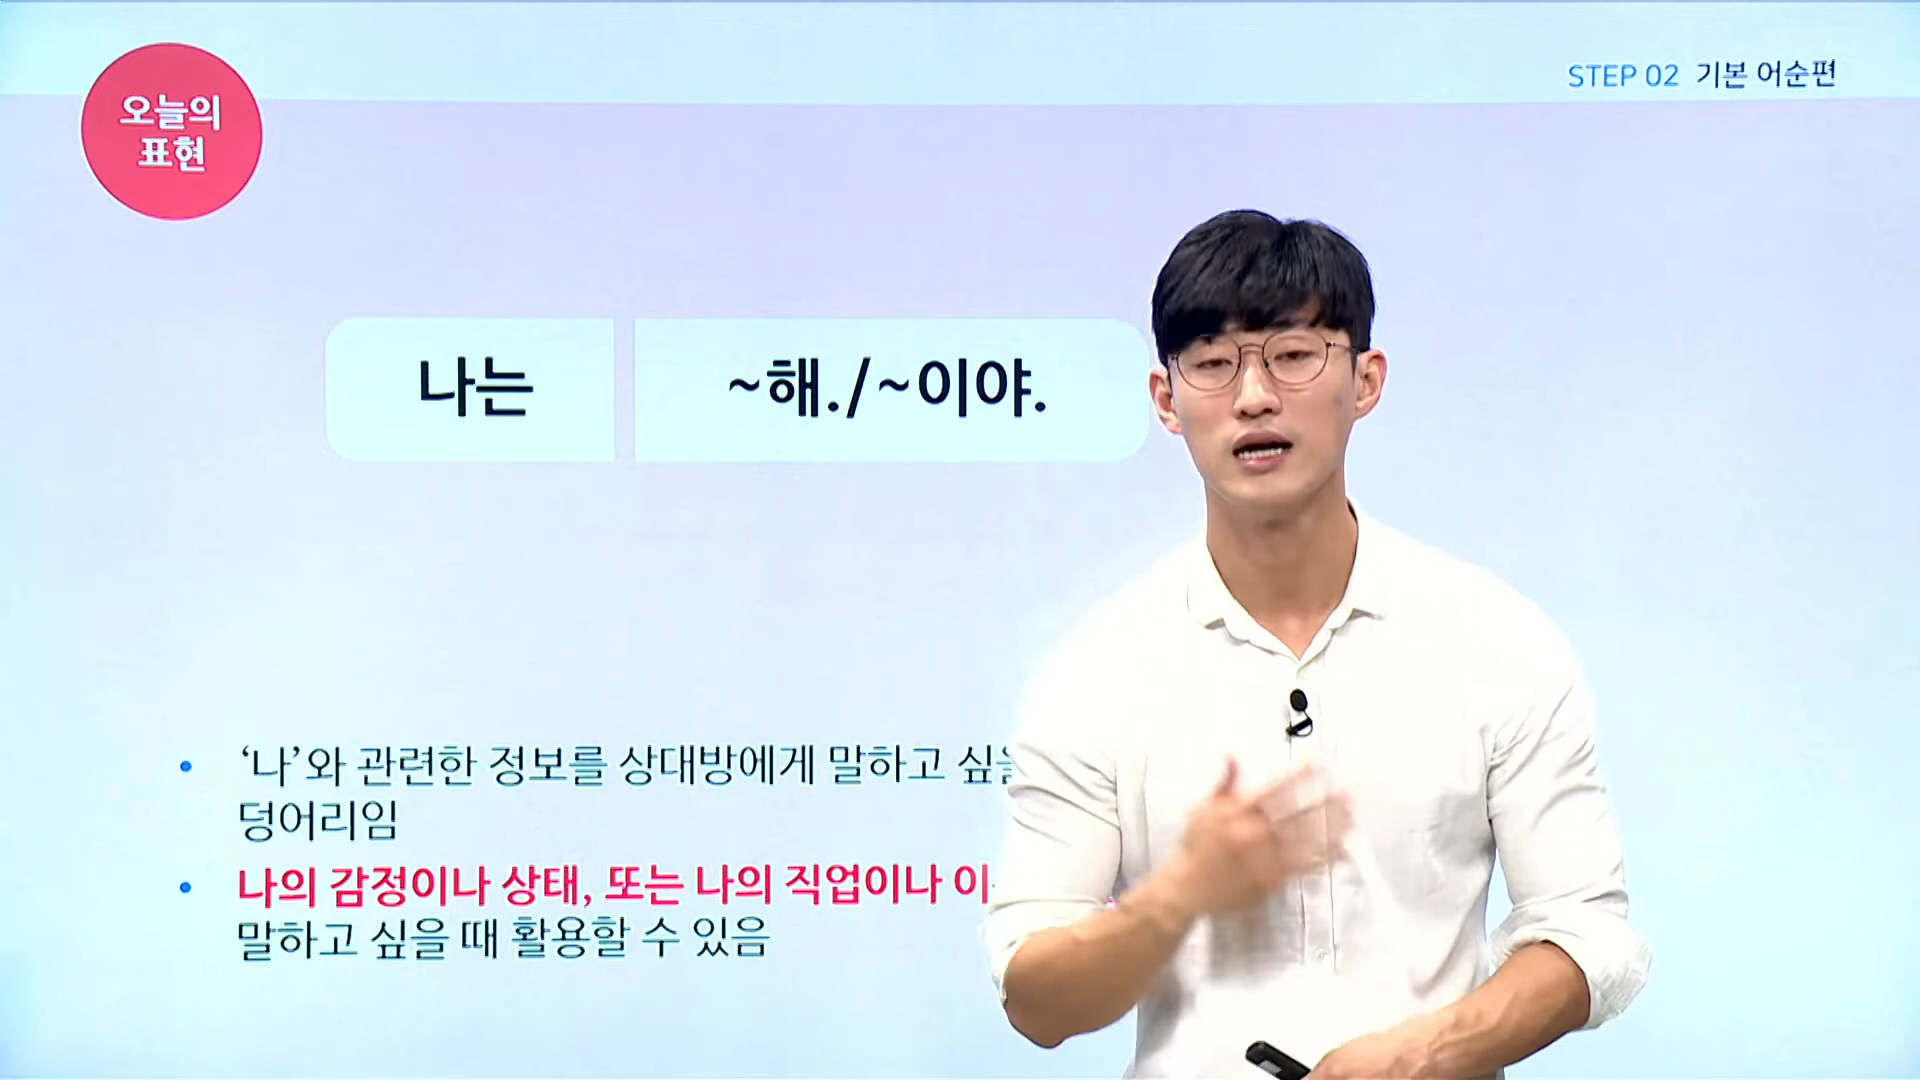 오늘의
표현
STEP 02 기본 어순편
나는
~해./~이야.
‘나’와 관련한 정보를 상대방에게 말하고
덩어리임
나의 감정이나 상태, 또는 나의 직업이나
말하고 싶을 때 활용할 수 있음